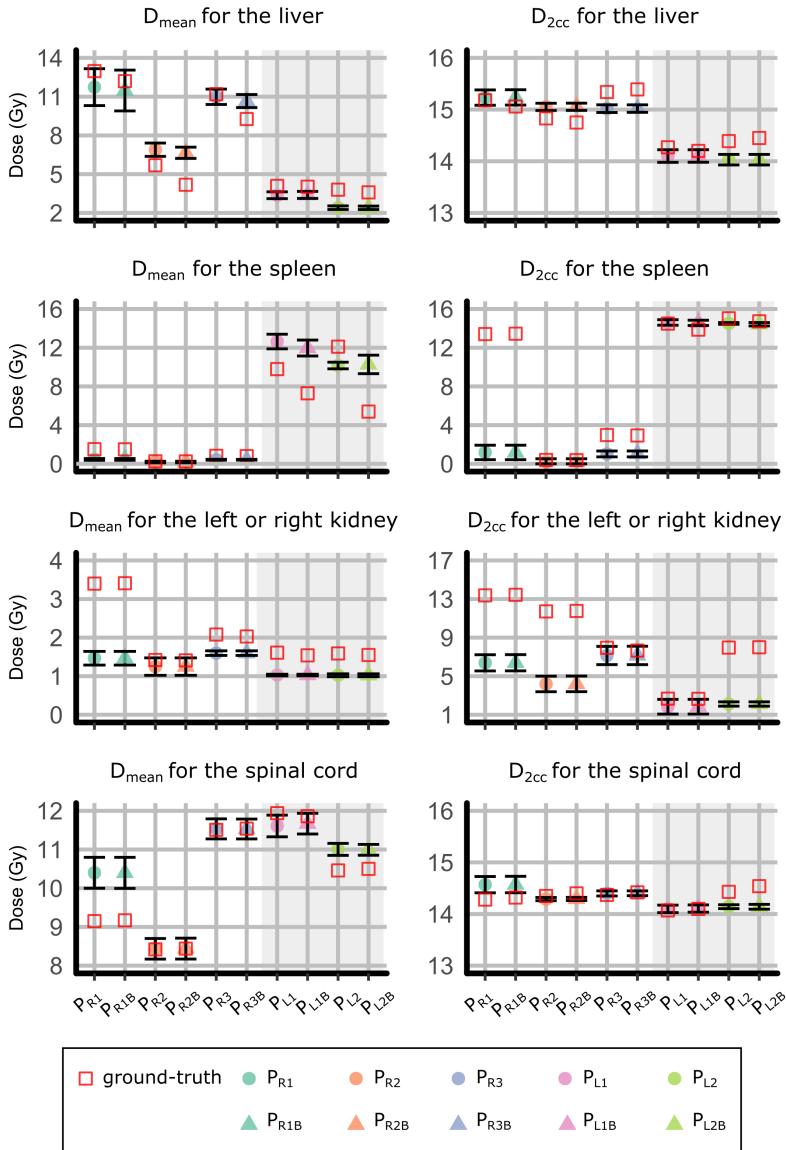 Dmean for the liver
D2cc for the liver
Dose (Gy)
14
11
8
5
2
16
15
14
13
Dmean for the spleen
D2cc for the spleen
Dose (Gy)
16
12
8
4
0
16
12
8
4
0
Dmean for the left or right kidney
D2cc for the left or right kidney
Dose (Gy)
4
3
2
1
0
17
13
9
5
1
Dmean for the spinal cord
D2cc for the spinal cord
Dose (Gy)
12
11
10
9
8
16
15
14
13
PR1 PR1B PR2 PR2B PR3 PR3B PL1 PL1B PL2 PL2B
PR1 PR1B PR2 PR2B PR3 PR3B PL1 PL1B PL2 PL2B
ground-truth PR1 PR2 PR3 PL1 PL2
PR1B PR2B PR3B PL1B PL2B